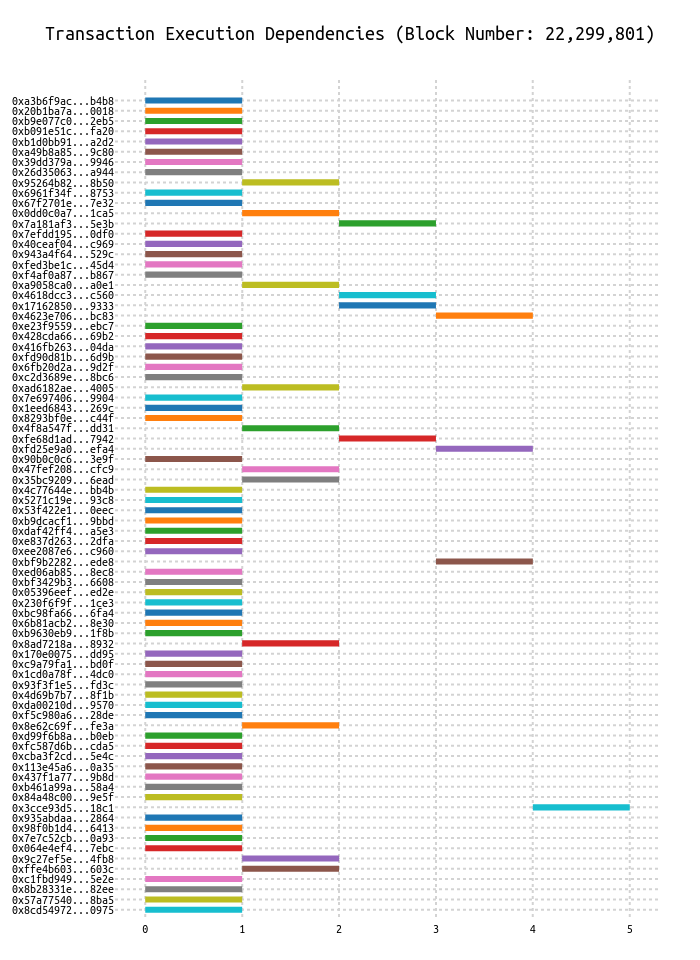 Transaction Execution Dependencies (Block Number: 22,299,801)
0xa3b6f9ac...b4b8
0x20b1ba7a...0018
0xb9e077c0...2eb5
0xb091e51c...fa20
0xb1d0bb91...a2d2
0xa49b8a85...9c80
0x39dd379a...9946
0x26d35063...a944
0x95264b82...8b50
0x6961f34f...8753
0x67f2701e...7e32
0x0dd0c0a7...1ca5
0x7a181af3...5e3b
0x7efdd195...0df0
0x40ceaf04...c969
0x943a4f64...529c
0xfed3be1c...45d4
0xf4af0a87...b867
0xa9058ca0...a0e1
0x4618dcc3...c560
0x17162850...9333
0x4623e706...bc83
0xe23f9559...ebc7
0x428cda66...69b2
0x416fb263...04da
0xfd90d81b...6d9b
0x6fb20d2a...9d2f
0xc2d3689e...8bc6
0xad6182ae...4005
0x7e697406...9904
0x1eed6843...269c
0x8293bf0e...c44f
0x4f8a547f...dd31
0xfe68d1ad...7942
0xfd25e9a0...efa4
0x90b0c0c6...3e9f
0x47fef208...cfc9
0x35bc9209...6ead
0x4c77644e...bb4b
0x5271c19e...93c8
0x53f422e1...0eec
0xb9dcacf1...9bbd
0xdaf42ff4...a5e3
0xe837d263...2dfa
0xee2087e6...c960
0xbf9b2282...ede8
0xed06ab85...8ec8
0xbf3429b3...6608
0x05396eef...ed2e
0x230f6f9f...1ce3
0xbc98fa66...6fa4
0x6b81acb2...8e30
0xb9630eb9...1f8b
0x8ad7218a...8932
0x170e0075...dd95
0xc9a79fa1...bd0f
0x1cd0a78f...4dc0
0x93f3f1e5...fd3c
0x4d69b7b7...8f1b
0xda00210d...9570
0xf5c980a6...28de
0x8e62c69f...fe3a
0xd99f6b8a...b0eb
0xfc587d6b...cda5
0xcba3f2cd...5e4c
0x113e45a6...0a35
0x437f1a77...9b8d
0xb461a99a...58a4
0x84a48c00...9e5f
0x3cce93d5...18c1
0x935abdaa...2864
0x98f0b1d4...6413
0x7e7c52cb...0a93
0x064e4ef4...7ebc
0x9c27ef5e...4fb8
0xffe4b603...603c
0xc1fbd949...5e2e
0x8b28331e...82ee
0x57a77540...8ba5
0x8cd54972...0975
0 1 2 3 4 5